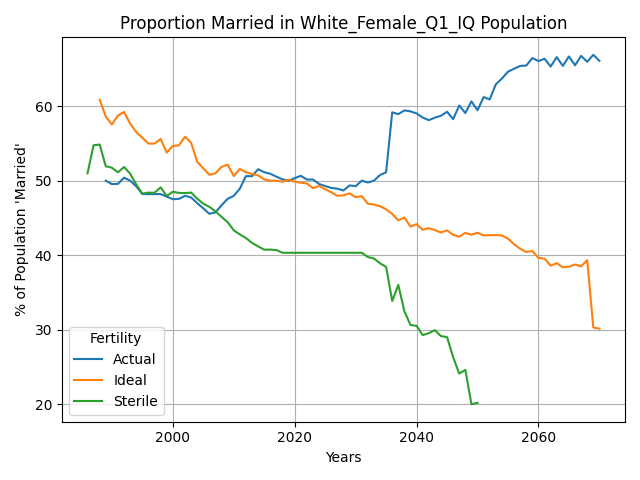 Proportion Married in White_Female_Q1_IQ Population
% of Population 'Married'
60
50
40
30
20
Fertility
Actual
Ideal
Sterile
2000 2020 2040 2060
Years